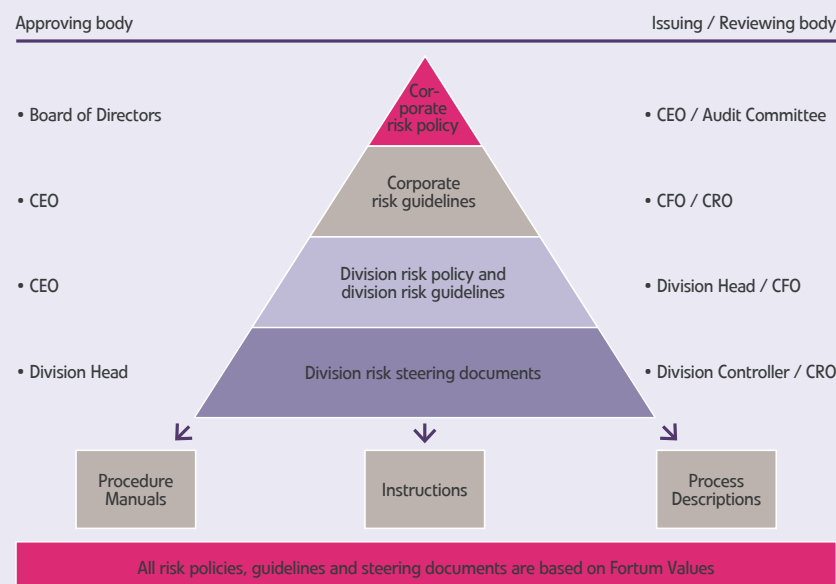 Approving body
Issuing / Reviewing body
Cor-
porate
risk policy
• Board of Directors
• CEO / Audit Committee
Corporate
risk guidelines
• CEO
• CFO / CRO
Division risk policy and
division risk guidelines
• CEO
• Division Head / CFO
• Division Head
Division risk steering documents
• Division Controller / CRO
Procedure
Manuals
Instructions
Process
Descriptions
All risk policies, guidelines and steering documents are based on Fortum Values